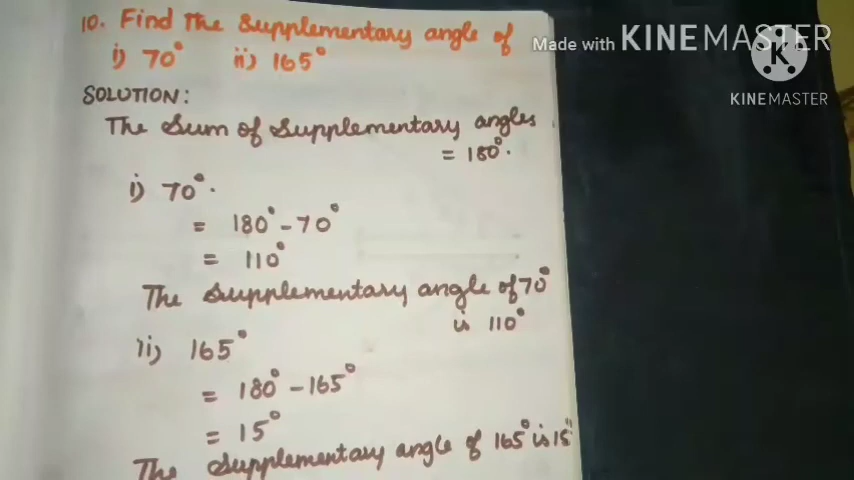 10. Find The Supplementary angle of
i) 70° ii) 165°
SOLUTION:
The Sum of Supplementary angles
= 180°.
i) 70°.
= 180° - 70°
= 110°
The Supplementary angle of 70°
is 110°
ii) 165°
= 180° - 165°
= 15°
The Supplementary angle of 165° is 15°
Made with KINEMASTER
K
KINEMASTER